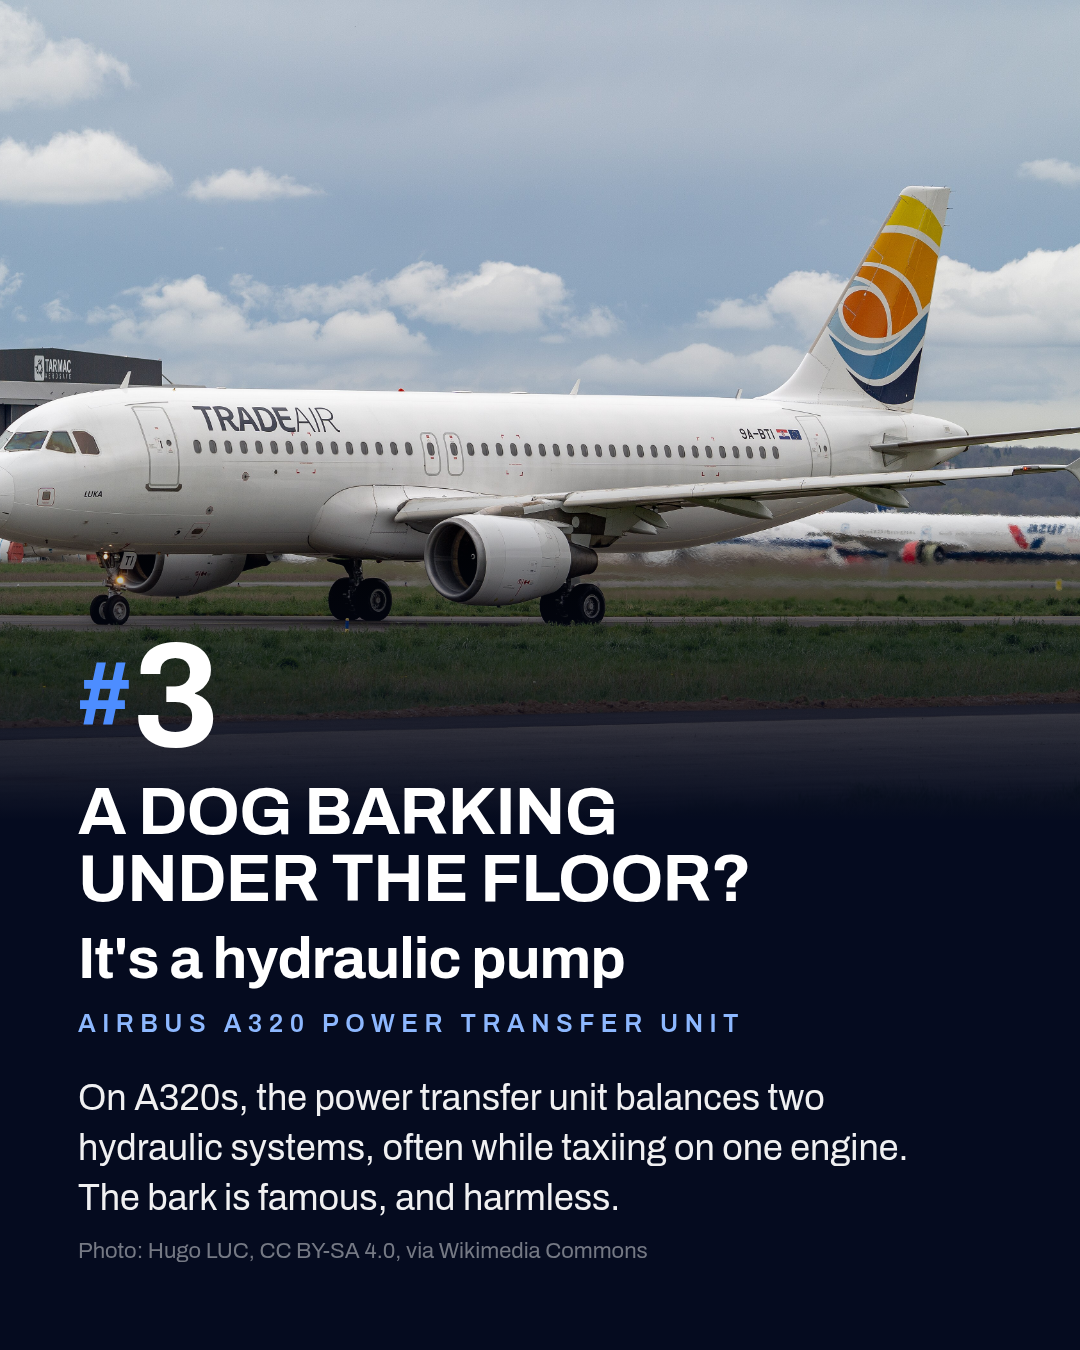 TARMAC
AEROSAVE
TRADEAIR
9A-BTI
LUKA
TI
azur
#3
A DOG BARKING
UNDER THE FLOOR?
It's a hydraulic pump
AIRBUS A320 POWER TRANSFER UNIT
On A320s, the power transfer unit balances two
hydraulic systems, often while taxiing on one engine.
The bark is famous, and harmless.
Photo: Hugo LUC, CC BY-SA 4.0, via Wikimedia Commons